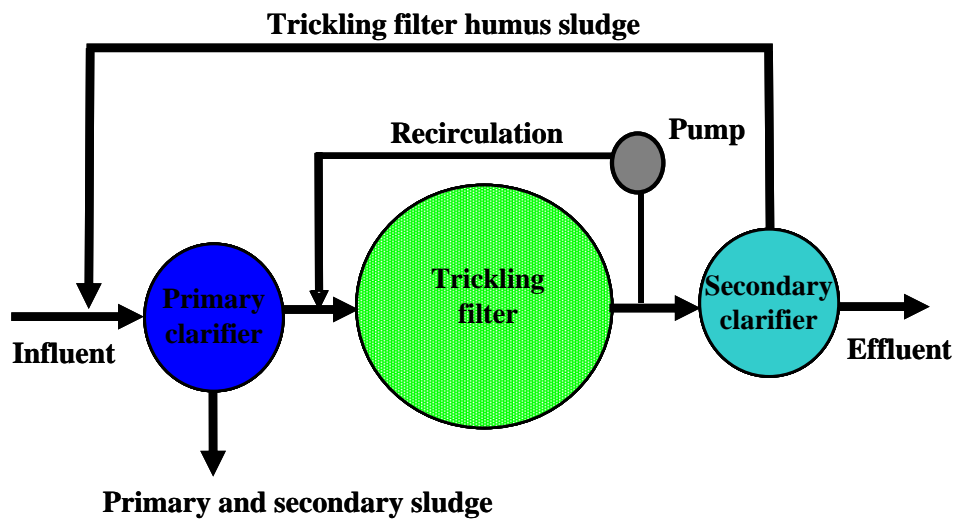 Trickling filter humus sludge
Recirculation
Pump
Primary
clarifier
Trickling
filter
Secondary
clarifier
Influent
Effluent
Primary and secondary sludge